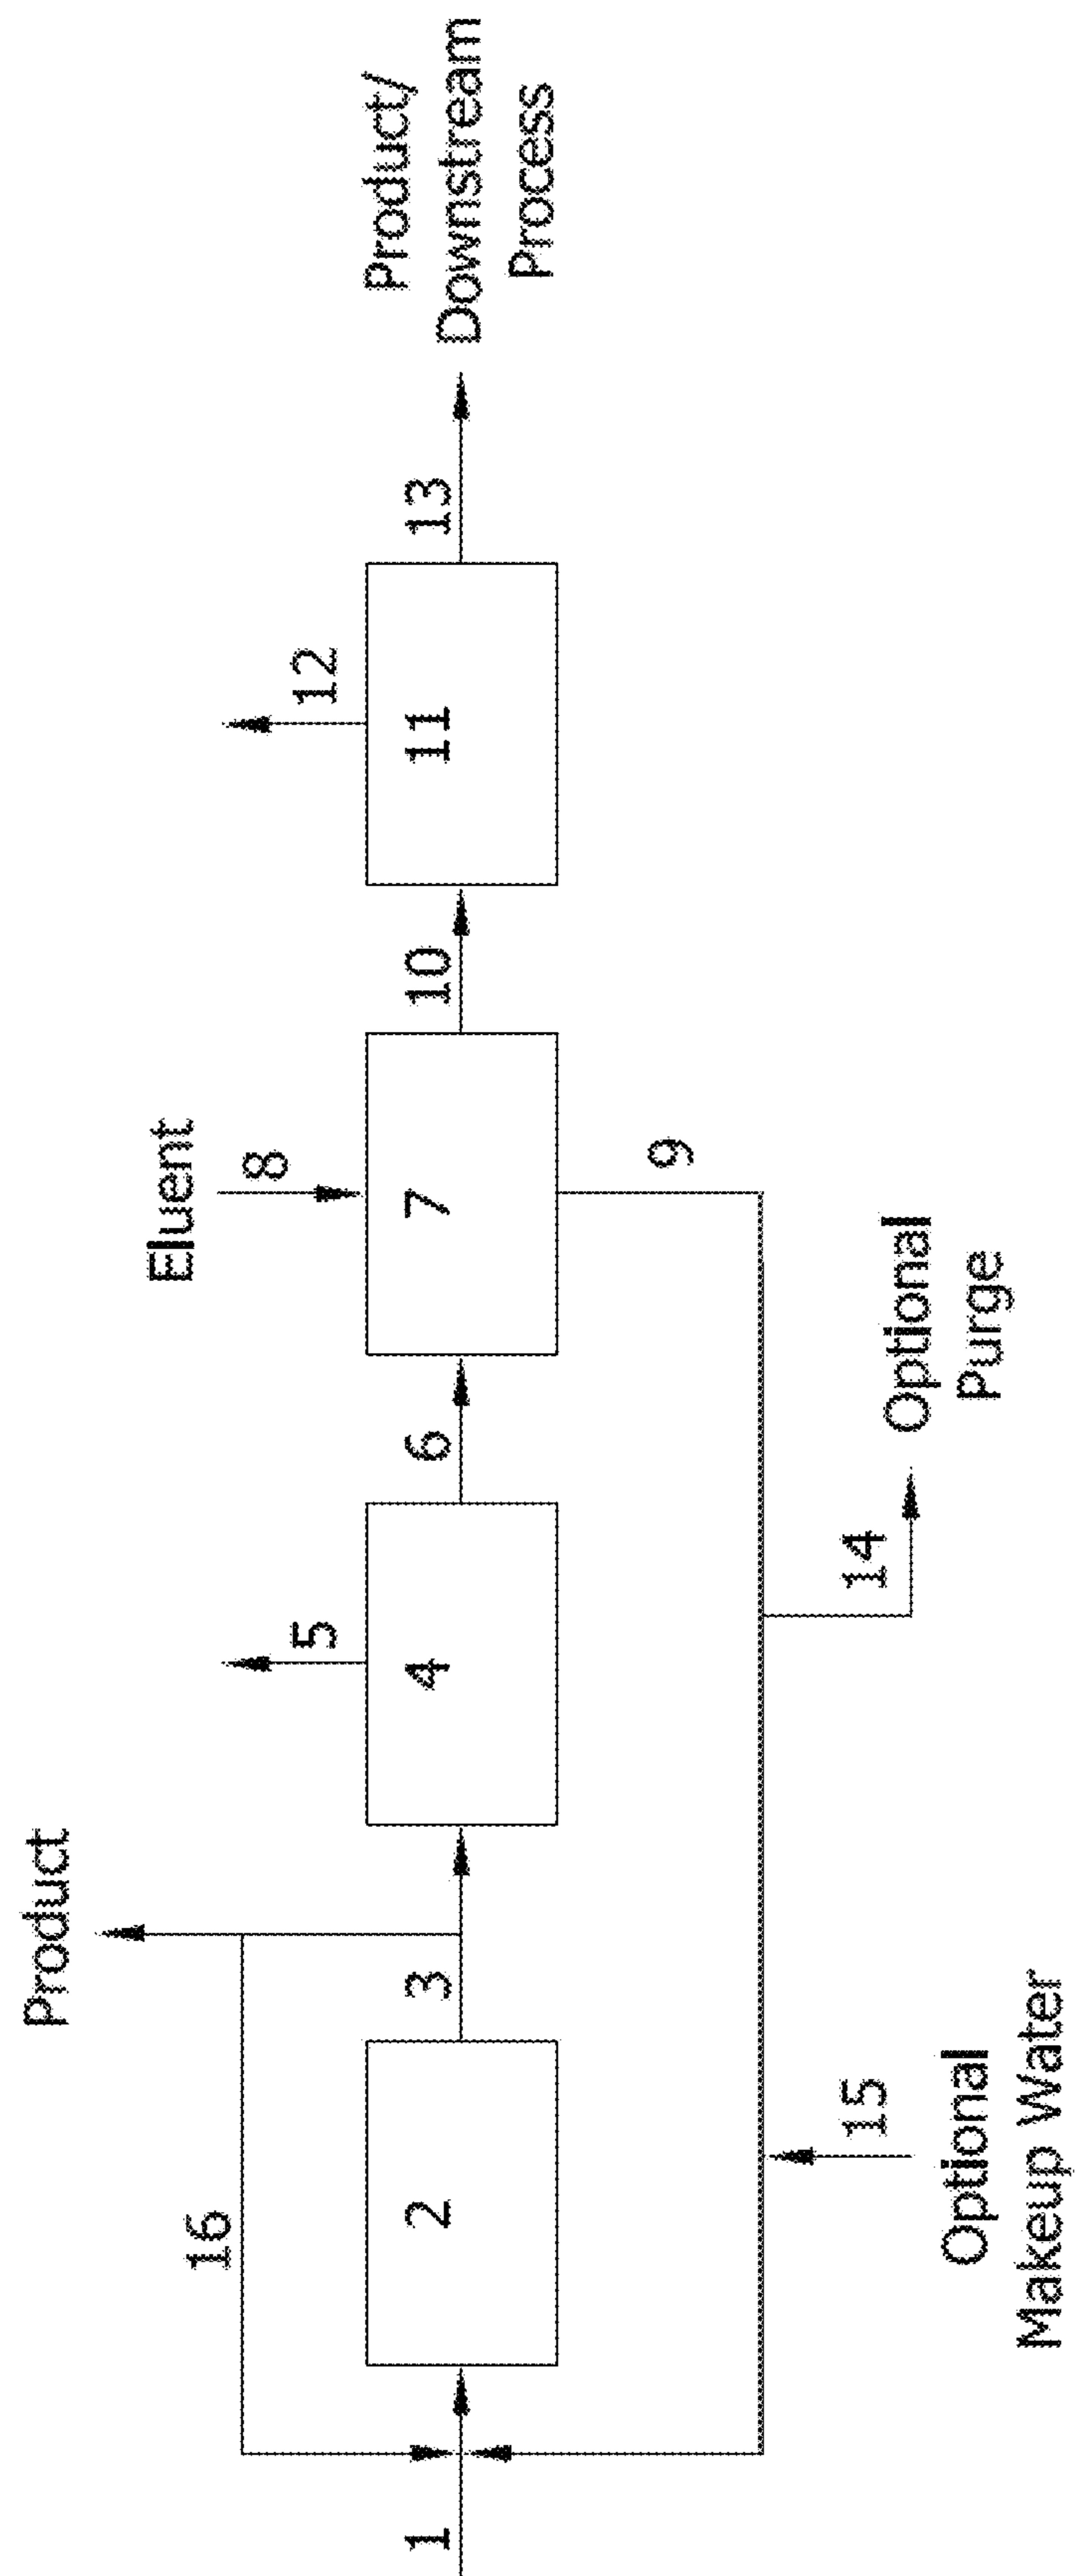 Product
16
Eluent
8
5
12
1
2
3
4
6
7
10
11
13
Product/
Downstream
Process
9
15
Optional
Makeup Water
14
Optional
Purge